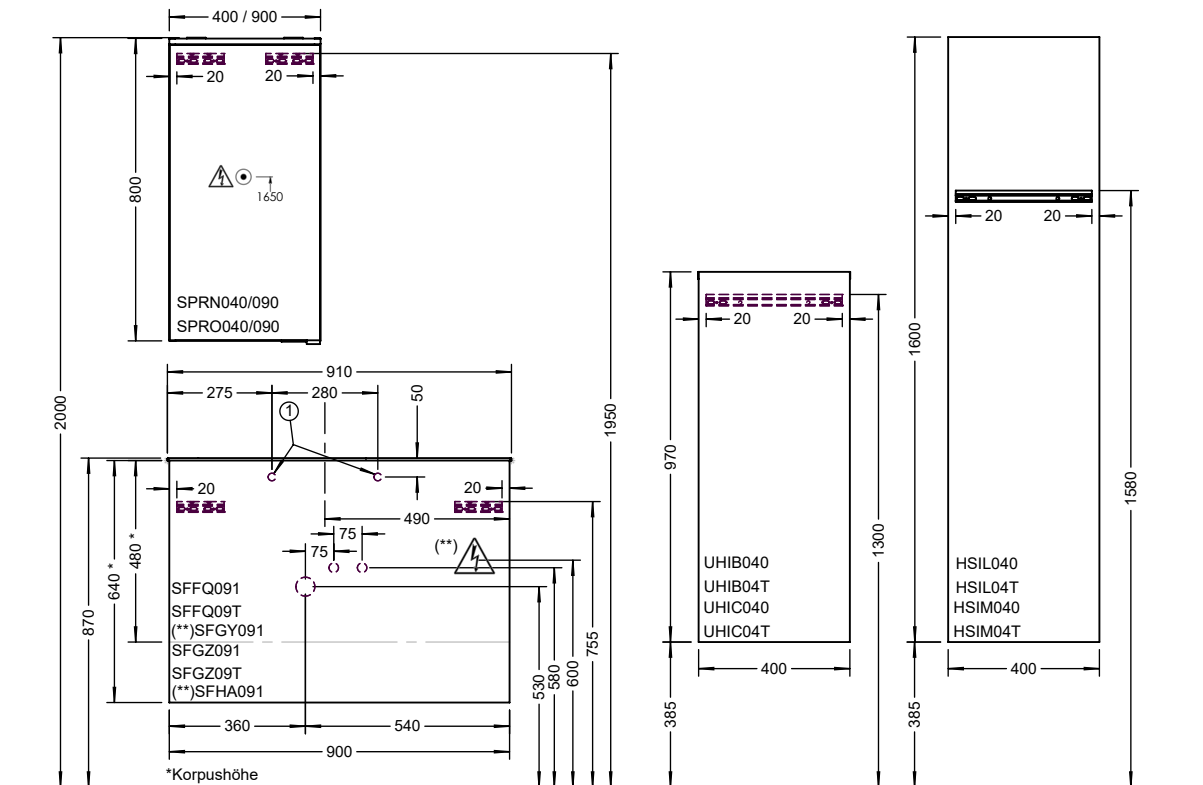 400 / 900
20
20
800
1650
SPRN040/090
SPRO040/090
2000
910
275
280
50
1
1950
20
20
490
75
75
(**)
480 *
640 *
870
SFFQ091
SFFQ09T
(**)SFGY091
SFGZ091
SFGZ09T
(**)SFHA091
530
580
600
755
360
540
900
*Korpushöhe
20
20
970
1300
UHIB040
UHIB04T
UHIC040
UHIC04T
400
385
20
20
1600
1580
HSIL040
HSIL04T
HSIM040
HSIM04T
400
385